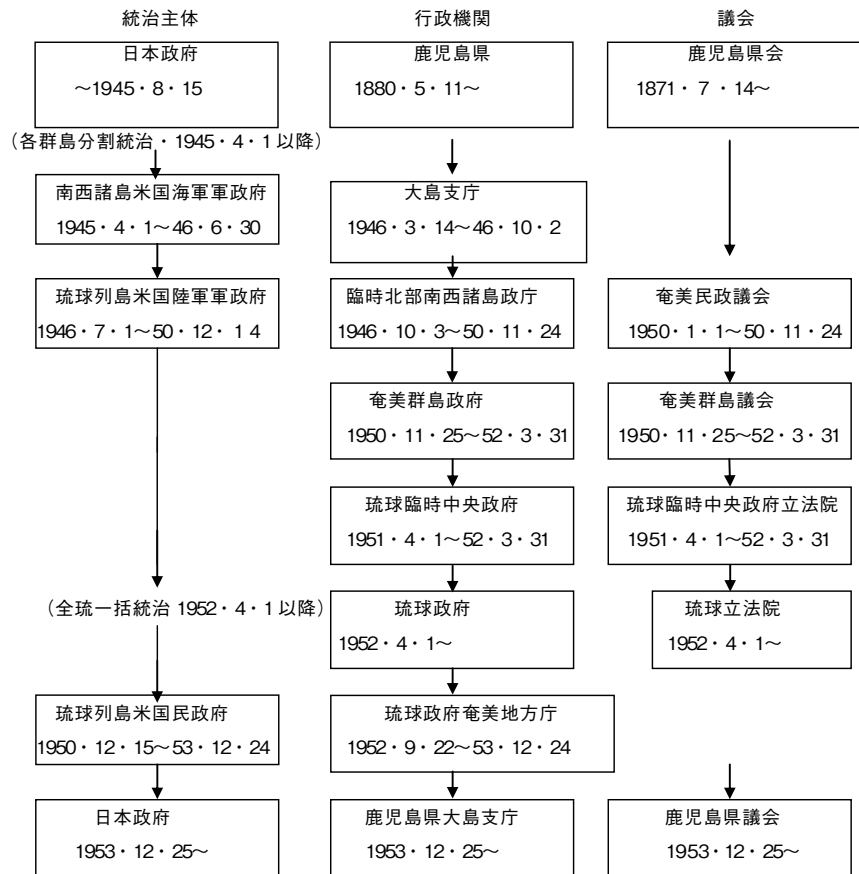 統治主体 行政機関 議会
日本政府 鹿児島県 鹿児島県会
～1945・8・15 1880・5・11～ 1871・7・14～
（各群島分割統治・1945・4・1以降）
南西諸島米国海軍軍政府 大島支庁
1945・4・1～46・6・30 1946・3・14～46・10・2
琉球列島米国陸軍軍政府 臨時北部南西諸島政庁 奄美民政議会
1946・7・1～50・12・14 1946・10・3～50・11・24 1950・1・1～50・11・24
奄美群島政府 奄美群島議会
1950・11・25～52・3・31 1950・11・25～52・3・31
琉球臨時中央政府 琉球臨時中央政府立法院
1951・4・1～52・3・31 1951・4・1～52・3・31
（全琉一括統治 1952・4・1以降） 琉球政府 琉球立法院
1952・4・1～ 1952・4・1～
琉球列島米国民政府 琉球政府奄美地方庁
1950・12・15～53・12・24 1952・9・22～53・12・24
日本政府 鹿児島県大島支庁 鹿児島県議会
1953・12・25～ 1953・12・25～ 1953・12・25～